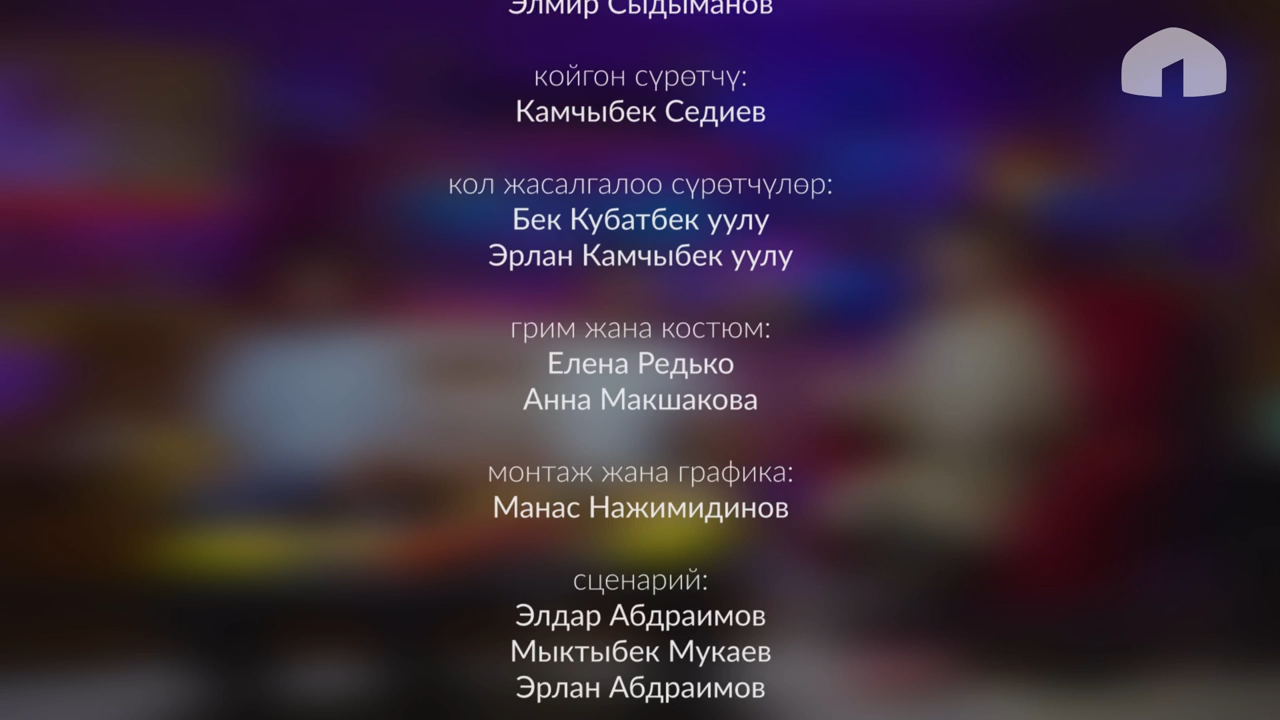 Элмир Сыдыманов
койгон сүрөтчү:
Камчыбек Седиев
кол жасалгалоо сүрөтчүлөр:
Бек Кубатбек уулу
Эрлан Камчыбек уулу
грим жана костюм:
Елена Редько
Анна Макшакова
монтаж жана графика:
Манас Нажимидинов
сценарий:
Элдар Абдраимов
Мыктыбек Мукаев
Эрлан Абдраимов